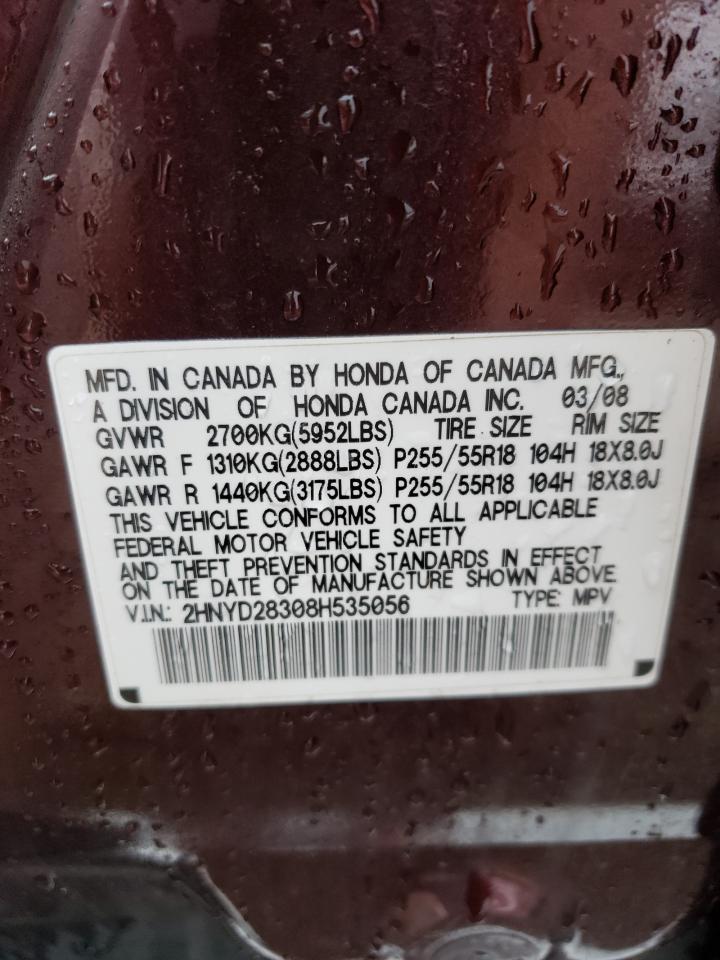 MFD. IN CANADA BY HONDA OF CANADA MFG.,
A DIVISION OF HONDA CANADA INC. 03/08
GVWR 2700KG(5952LBS) TIRE SIZE RIM SIZE
GAWR F 1310KG(2888LBS) P255/55R18 104H 18X8.0J
GAWR R 1440KG(3175LBS) P255/55R18 104H 18X8.0J
THIS VEHICLE CONFORMS TO ALL APPLICABLE
FEDERAL MOTOR VEHICLE SAFETY
AND THEFT PREVENTION STANDARDS IN EFFECT
ON THE DATE OF MANUFACTURE SHOWN ABOVE.
V.I.N.: 2HNYD28308H535056 TYPE: MPV